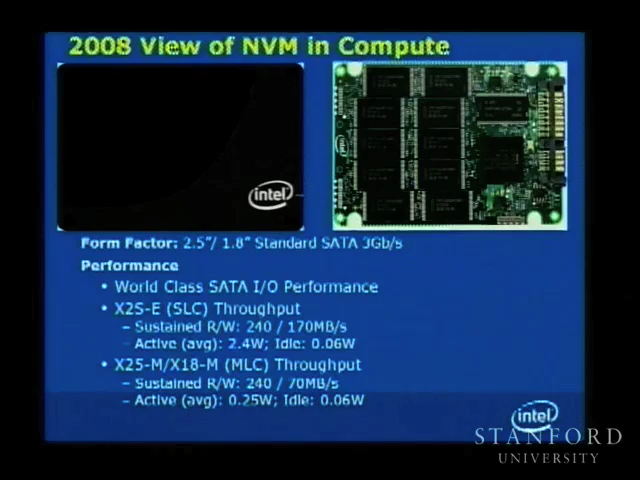 2008 View of NVM in Compute
intel
Form Factor: 2.5"/ 1.8" Standard SATA 3Gb/s
Performance
• World Class SATA I/O Performance
• X25-E (SLC) Throughput
– Sustained R/W: 240 / 170MB/s
– Active (avg): 2.4W; Idle: 0.06W
• X25-M/X18-M (MLC) Throughput
– Sustained R/W: 240 / 70MB/s
– Active (avg): 0.25W; Idle: 0.06W
intel
STANFORD
UNIVERSITY